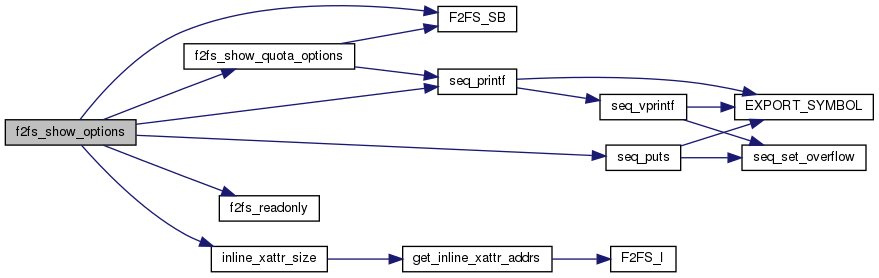 F2FS_SB
f2fs_show_quota_options
seq_printf
seq_vprintf
EXPORT_SYMBOL
f2fs_show_options
seq_puts
seq_set_overflow
f2fs_readonly
inline_xattr_size
get_inline_xattr_addrs
F2FS_I